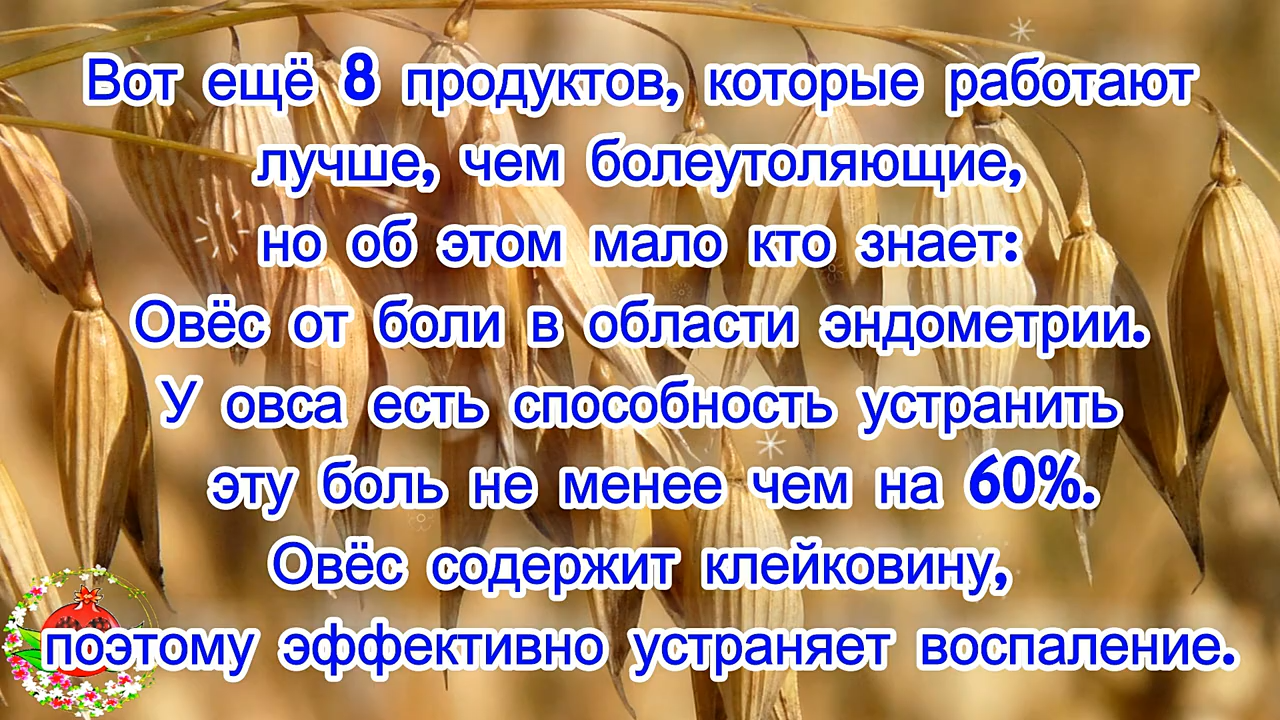 Вот ещё 8 продуктов, которые работают
лучше, чем болеутоляющие,
но об этом мало кто знает:
Овёс от боли в области эндометрии.
У овса есть способность устранить
эту боль не менее чем на 60%.
Овёс содержит клейковину,
поэтому эффективно устраняет воспаление.